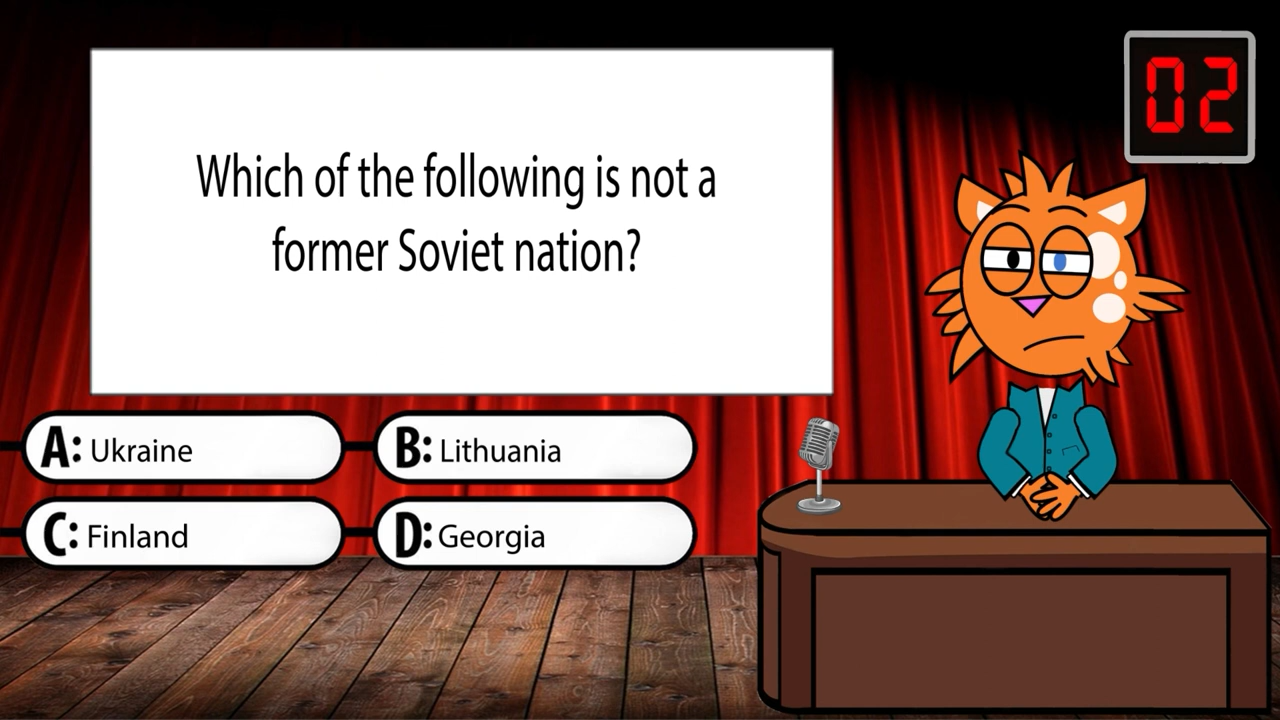 02
Which of the following is not a
former Soviet nation?
A: Ukraine
B: Lithuania
C: Finland
D: Georgia